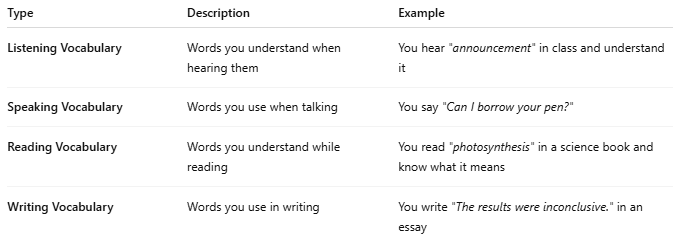 Type Description Example
Listening Vocabulary Words you understand when You hear "announcement" in class and understand
hearing them it
Speaking Vocabulary Words you use when talking You say "Can I borrow your pen?"
Reading Vocabulary Words you understand while You read "photosynthesis" in a science book and
reading know what it means
Writing Vocabulary Words you use in writing You write "The results were inconclusive." in an
essay